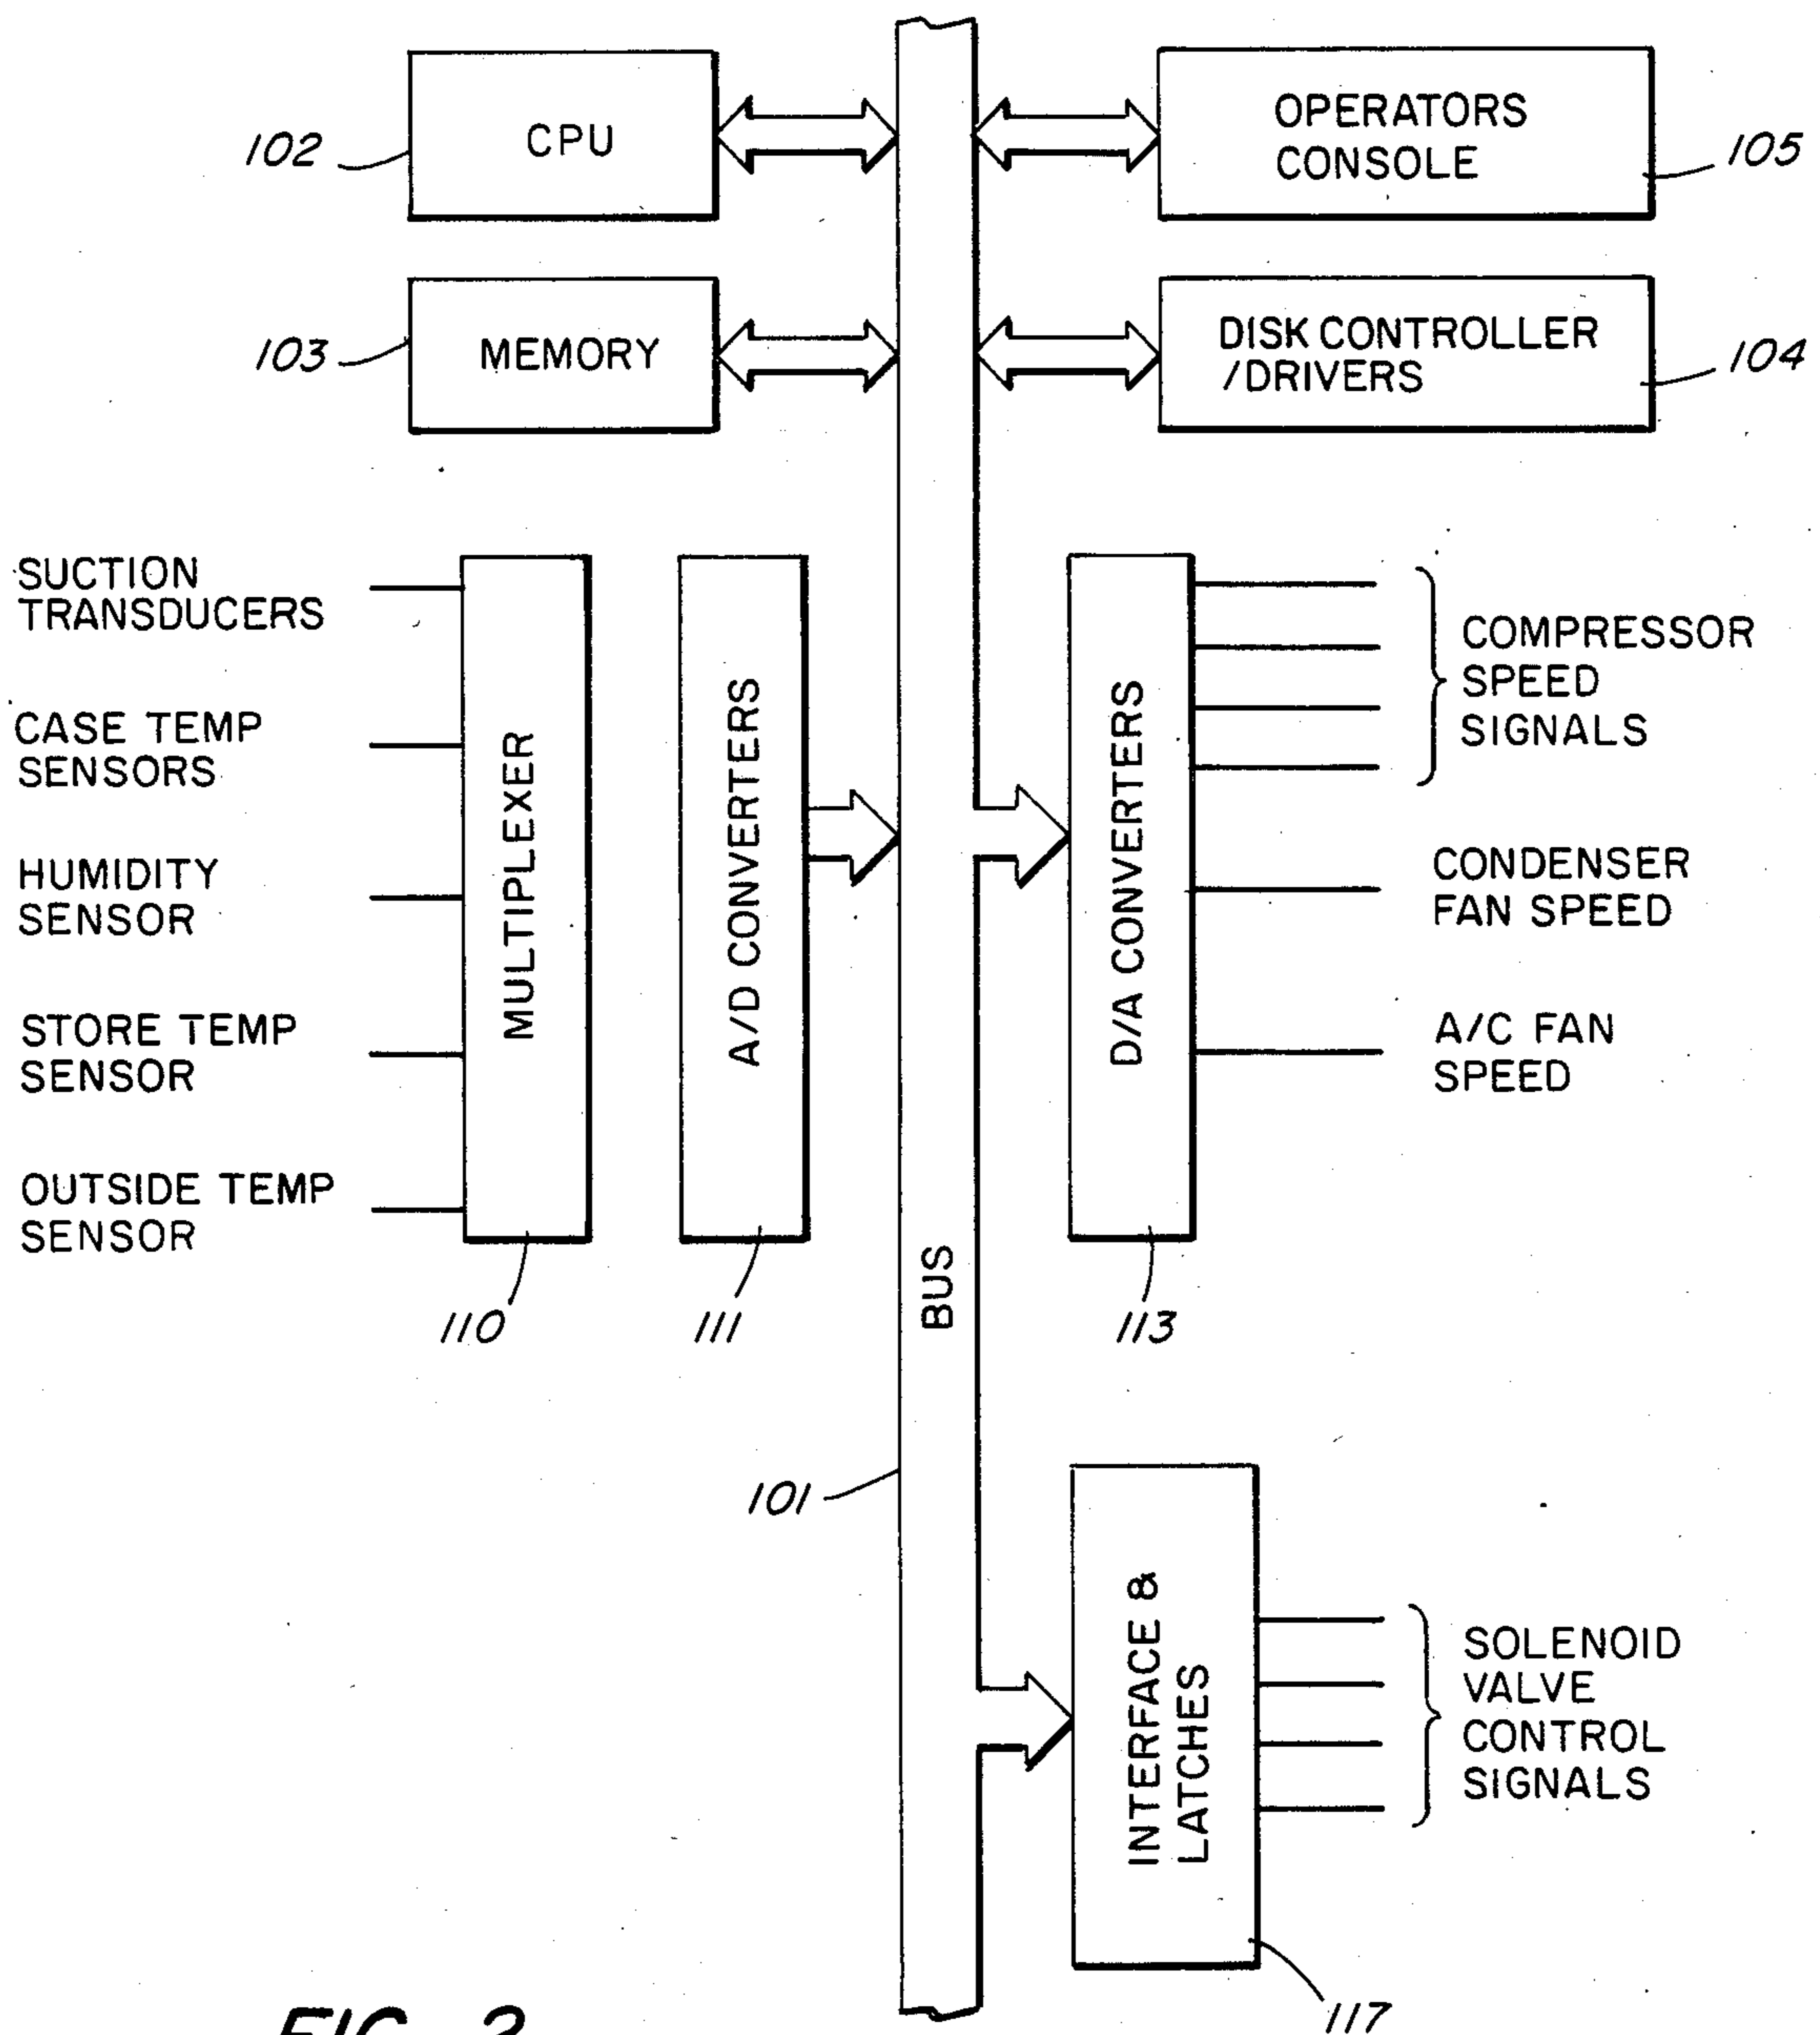 CPU
102
OPERATORS
CONSOLE
105
MEMORY
103
DISK CONTROLLER
/DRIVERS
104
SUCTION
TRANSDUCERS
CASE TEMP
SENSORS
HUMIDITY
SENSOR
STORE TEMP
SENSOR
OUTSIDE TEMP
SENSOR
MULTIPLEXER
110
A/D CONVERTERS
111
BUS
101
D/A CONVERTERS
113
COMPRESSOR
SPEED
SIGNALS
CONDENSER
FAN SPEED
A/C FAN
SPEED
INTERFACE &
LATCHES
117
SOLENOID
VALVE
CONTROL
SIGNALS